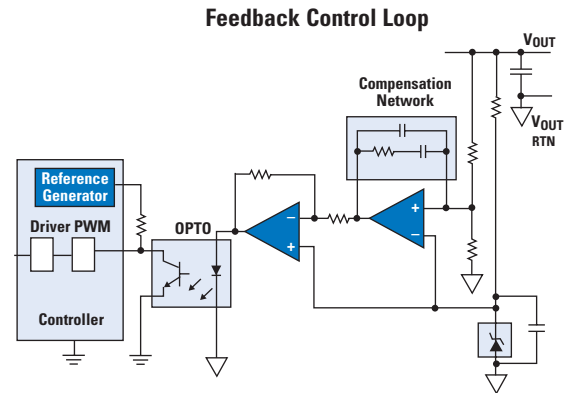 Feedback Control Loop
VOUT
Compensation
Network
VOUT
RTN
Reference
Generator
Driver PWM
OPTO
Controller
−
+
+
−